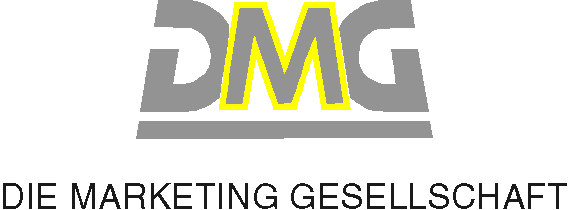 DMG
DIE MARKETING GESELLSCHAFT